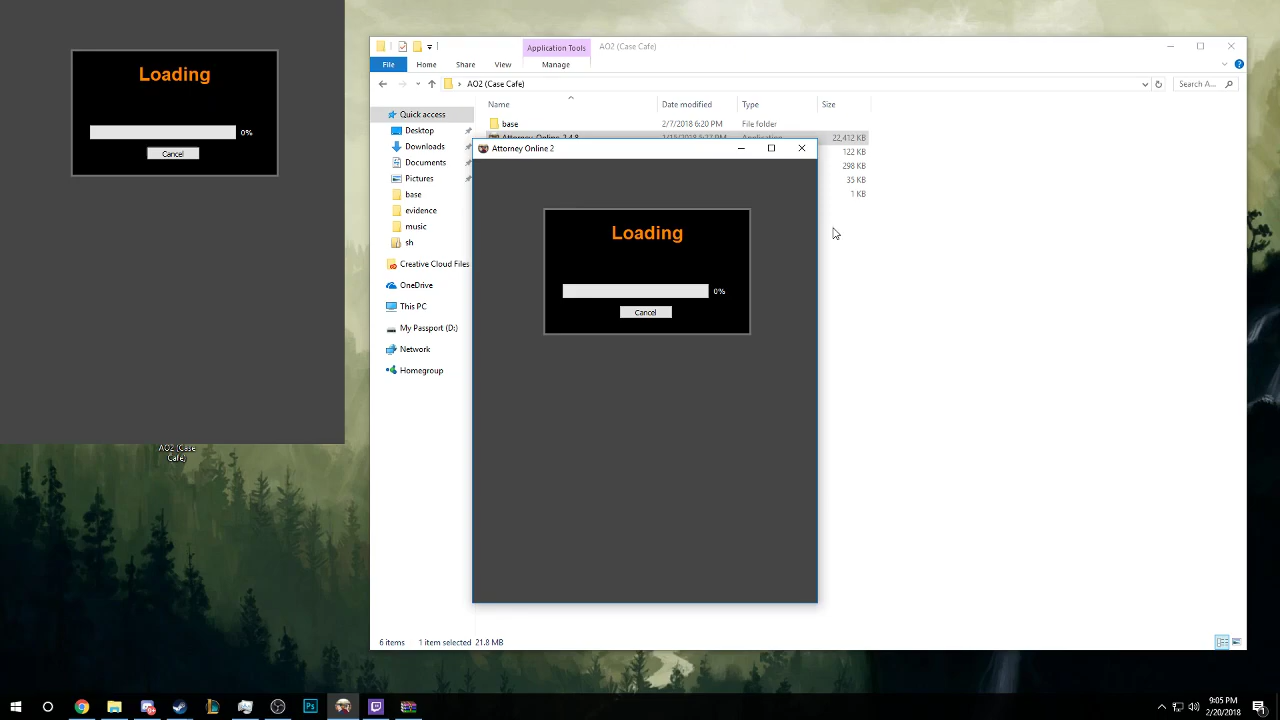 Loading
0%
Cancel
AO2 (Case
Cafe)
Application Tools
AO2 (Case Cafe)
File
Home
Share
View
Manage
AO2 (Case Cafe)
Search A...
Quick access
Desktop
Downloads
Documents
Pictures
base
evidence
music
sh
Creative Cloud Files
OneDrive
This PC
My Passport (D:)
Network
Homegroup
Name
Date modified
Type
Size
base
2/7/2018 6:20 PM
File folder
22,412 KB
122 KB
298 KB
35 KB
1 KB
Attorney Online 2
Loading
0%
Cancel
6 items
1 item selected 21.8 MB
Ps
9:05 PM
2/20/2018